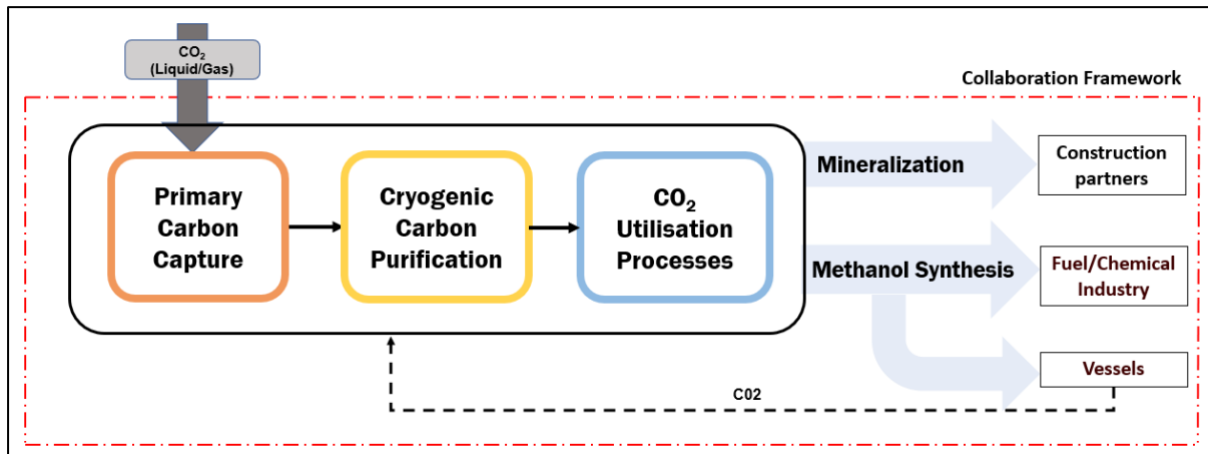 CO₂
(Liquid/Gas)
Collaboration Framework
Primary
Carbon
Capture
Cryogenic
Carbon
Purification
CO₂
Utilisation
Processes
Mineralization
Construction
partners
Methanol Synthesis
Fuel/Chemical
Industry
Vessels
C02